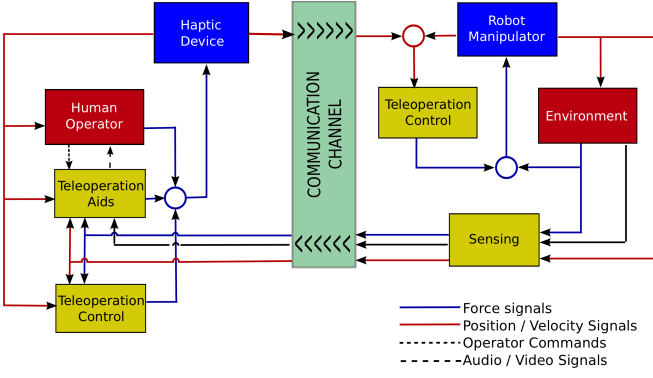 Haptic
Device
Robot
Manipulator
COMMUNICATION
CHANNEL
Human
Operator
Teleoperation
Control
Environment
Teleoperation
Aids
Sensing
Teleoperation
Control
Force signals
Position / Velocity Signals
Operator Commands
Audio / Video Signals